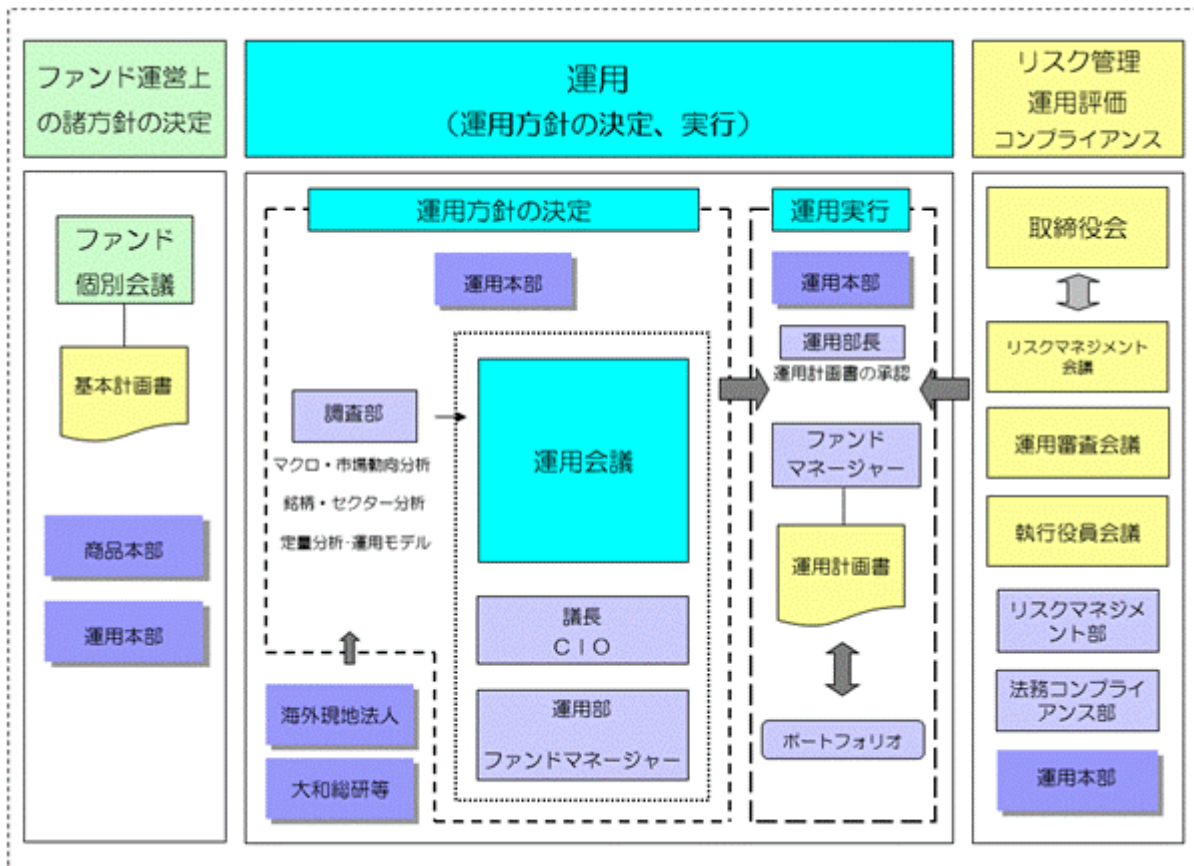 ファンド運営上
の諸方針の決定
運用
（運用方針の決定、実行）
リスク管理
運用評価
コンプライアンス
ファンド
個別会議
基本計画書
商品本部
運用本部
運用方針の決定
運用本部
調査部
マクロ・市場動向分析
銘柄・セクター分析
定量分析・運用モデル
運用会議
議長
ＣＩＯ
運用部
ファンドマネージャー
海外現地法人
大和総研等
運用実行
運用本部
運用部長
運用計画書の承認
ファンド
マネージャー
運用計画書
ポートフォリオ
取締役会
リスクマネジメント
会議
運用審査会議
執行役員会議
リスクマネジメ
ント部
法務コンプライ
アンス部
運用本部